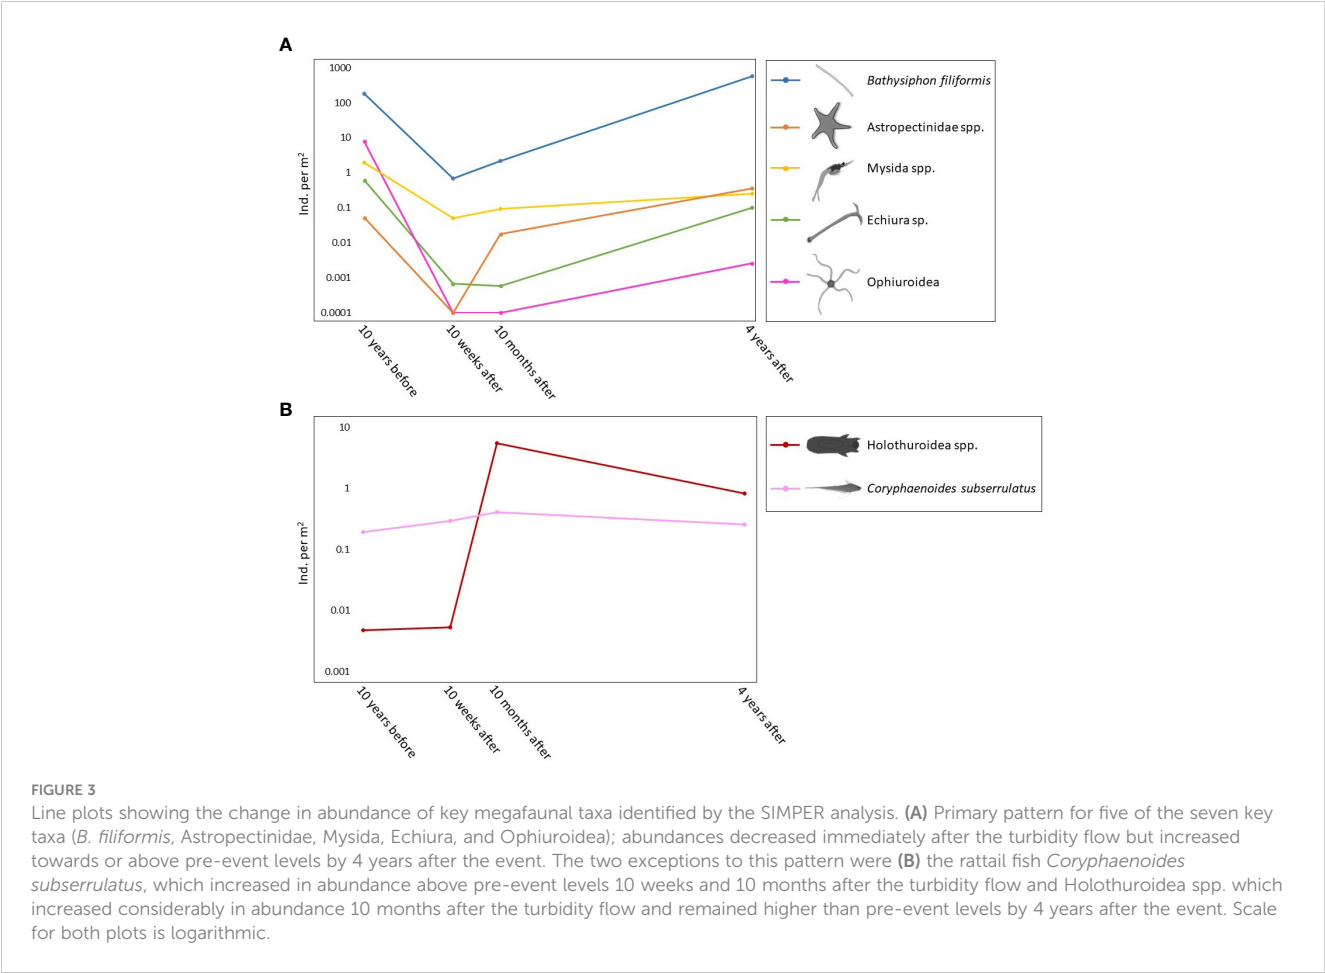 A
1000
100
10
1
0.1
0.01
0.001
0.0001
Ind. per m²
10 years before
10 weeks after
10 months after
4 years after
Bathysiphon filiformis
Astropectinidae spp.
Mysida spp.
Echiura sp.
Ophiuroidea
B
10
1
0.1
0.01
0.001
Ind. per m²
10 years before
10 weeks after
10 months after
4 years after
Holothuroidea spp.
Coryphaenoides subserrulatus
FIGURE 3
Line plots showing the change in abundance of key megafaunal taxa identified by the SIMPER analysis. (A) Primary pattern for five of the seven key
taxa (B. filiformis, Astropectinidae, Mysida, Echiura, and Ophiuroidea); abundances decreased immediately after the turbidity flow but increased
towards or above pre-event levels by 4 years after the event. The two exceptions to this pattern were (B) the rattail fish Coryphaenoides
subserrulatus, which increased in abundance above pre-event levels 10 weeks and 10 months after the turbidity flow and Holothuroidea spp. which
increased considerably in abundance 10 months after the turbidity flow and remained higher than pre-event levels by 4 years after the event. Scale
for both plots is logarithmic.